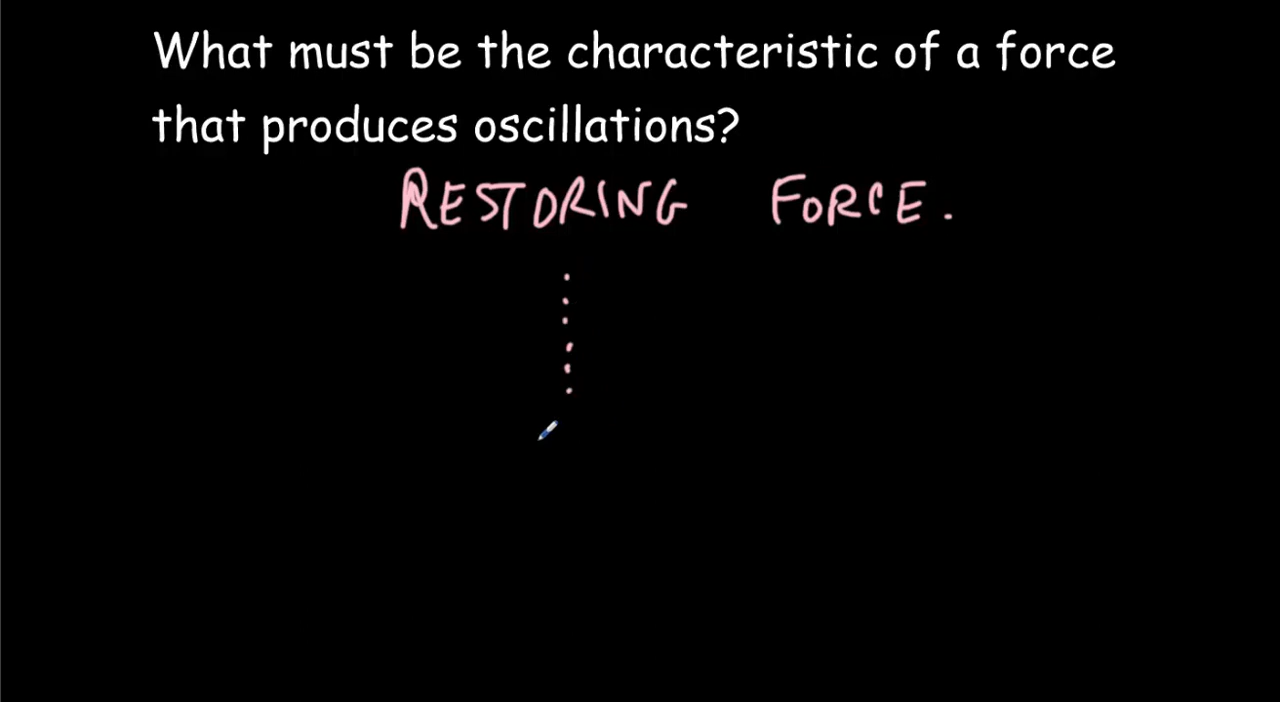 What must be the characteristic of a force
that produces oscillations?
RESTORING FORCE.